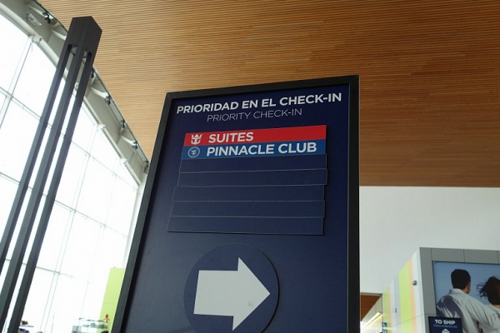 PRIORIDAD EN EL CHECK-IN
PRIORITY CHECK-IN
SUITES
PINNACLE CLUB
TO SHIP